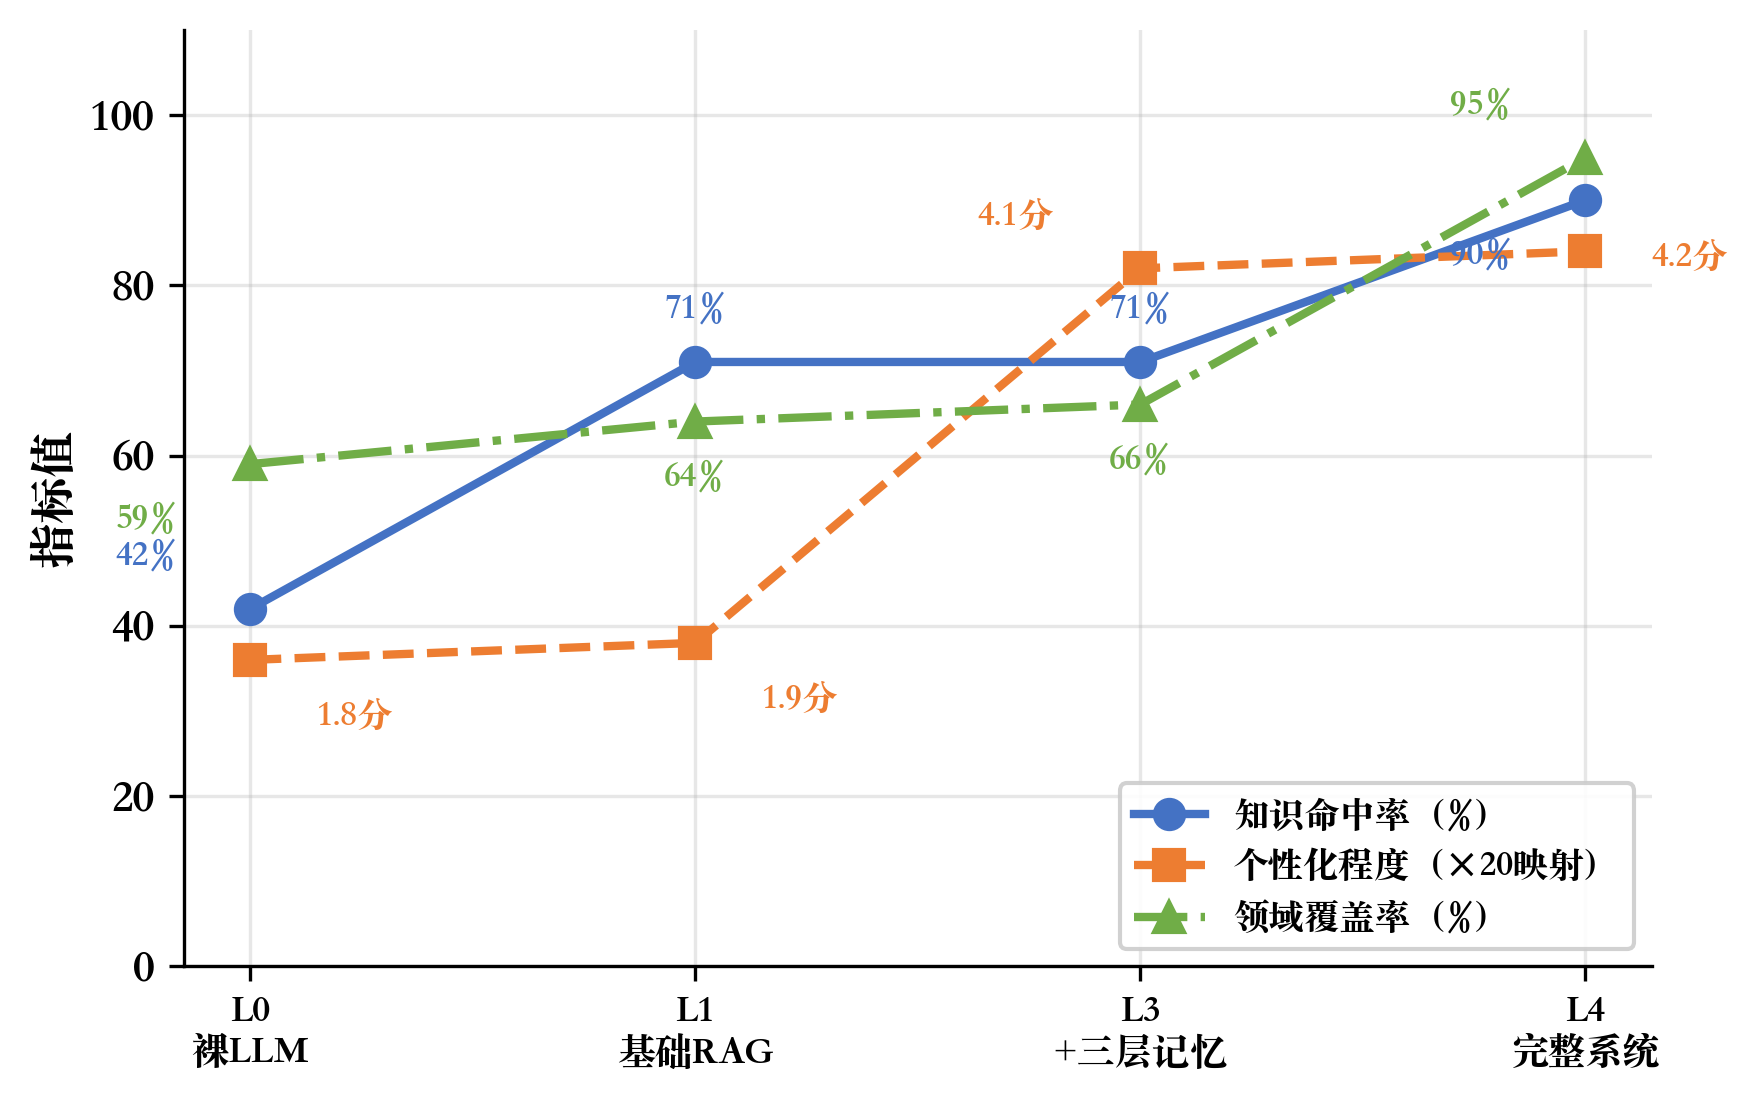 指标值
100
80
60
40
20
0
95%
4.1分
90%
4.2分
71%
71%
66%
64%
59%
42%
1.8分
1.9分
知识命中率（%）
个性化程度（×20映射）
领域覆盖率（%）
L0
裸LLM
L1
基础RAG
L3
+三层记忆
L4
完整系统